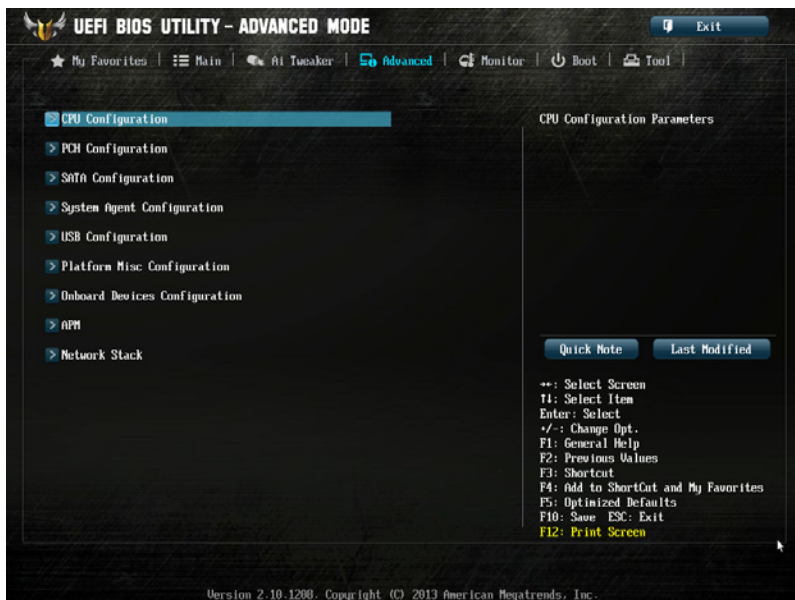 UEFI BIOS UTILITY – ADVANCED MODE
Exit
My Favorites
Main
Ai Tweaker
Advanced
Monitor
Boot
Tool
CPU Configuration
CPU Configuration Parameters
PCH Configuration
SATA Configuration
System Agent Configuration
USB Configuration
Platform Misc Configuration
Onboard Devices Configuration
APM
Network Stack
Quick Note
Last Modified
→←: Select Screen
↑↓: Select Item
Enter: Select
+/-: Change Opt.
F1: General Help
F2: Previous Values
F3: Shortcut
F4: Add to ShortCut and My Favorites
F5: Optimized Defaults
F10: Save ESC: Exit
F12: Print Screen
Version 2.10.1208. Copyright (C) 2013 American Megatrends, Inc.